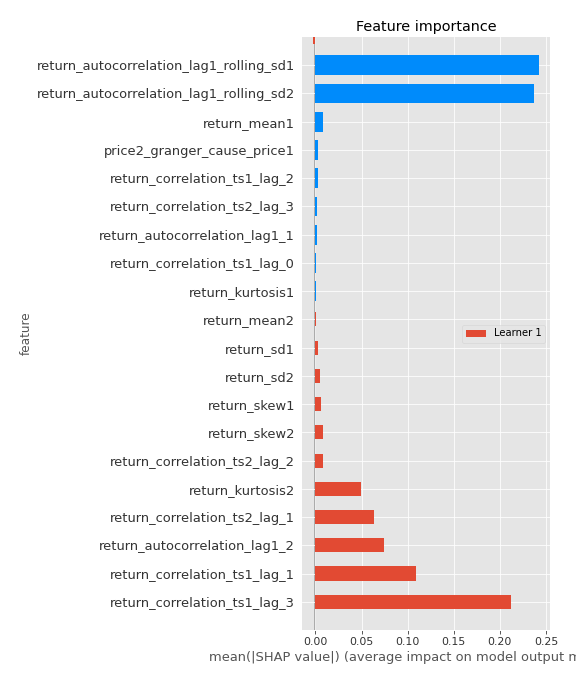 Feature importance
return_autocorrelation_lag1_rolling_sd1
return_autocorrelation_lag1_rolling_sd2
return_mean1
price2_granger_cause_price1
return_correlation_ts1_lag_2
return_correlation_ts2_lag_3
return_autocorrelation_lag1_1
return_correlation_ts1_lag_0
return_kurtosis1
return_mean2
return_sd1
return_sd2
return_skew1
return_skew2
return_correlation_ts2_lag_2
return_kurtosis2
return_correlation_ts2_lag_1
return_autocorrelation_lag1_2
return_correlation_ts1_lag_1
return_correlation_ts1_lag_3
feature
Learner 1
0.00 0.05 0.10 0.15 0.20 0.25
mean(|SHAP value|) (average impact on model output m